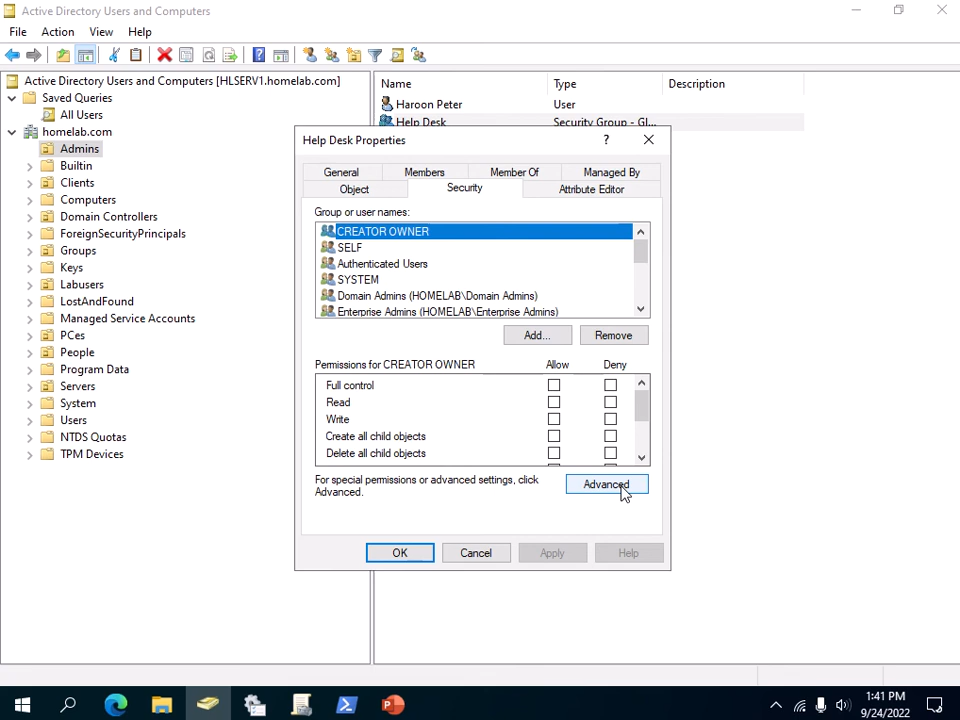 Active Directory Users and Computers
File Action View Help
Active Directory Users and Computers [HLSERV1.homelab.com]
Saved Queries
All Users
homelab.com
Admins
Builtin
Clients
Computers
Domain Controllers
ForeignSecurityPrincipals
Groups
Keys
Labusers
LostAndFound
Managed Service Accounts
PCes
People
Program Data
Servers
System
Users
NTDS Quotas
TPM Devices
Name Type Description
Haroon Peter User
Help Desk Security Group - Gl...
Help Desk Properties ? 
General Members Member Of Managed By
Object Security Attribute Editor
Group or user names:
CREATOR OWNER
SELF
Authenticated Users
SYSTEM
Domain Admins (HOMELAB\Domain Admins)
Enterprise Admins (HOMELAB\Enterprise Admins)
Add... Remove
Permissions for CREATOR OWNER Allow Deny
Full control
Read
Write
Create all child objects
Delete all child objects
For special permissions or advanced settings, click
Advanced.
Advanced
OK Cancel Apply Help
1:41 PM
9/24/2022